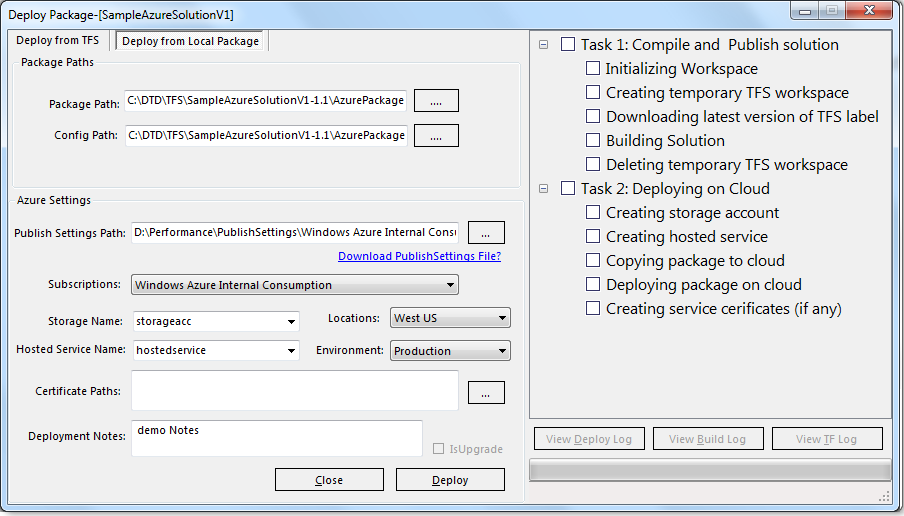 Deploy Package-[SampleAzureSolutionV1]
Deploy from TFS
Deploy from Local Package
Package Paths
Package Path: C:\DTD\TFS\SampleAzureSolutionV1-1.1\AzurePackage ....
Config Path: C:\DTD\TFS\SampleAzureSolutionV1-1.1\AzurePackage ....
Azure Settings
Publish Settings Path: D:\Performance\PublishSettings\Windows Azure Internal Consu ...
Download PublishSettings File?
Subscriptions: Windows Azure Internal Consumption
Storage Name: storageacc Locations: West US
Hosted Service Name: hostedservice Environment: Production
Certificate Paths: ...
Deployment Notes: demo Notes
IsUpgrade
Close Deploy
Task 1: Compile and Publish solution
Initializing Workspace
Creating temporary TFS workspace
Downloading latest version of TFS label
Building Solution
Deleting temporary TFS workspace
Task 2: Deploying on Cloud
Creating storage account
Creating hosted service
Copying package to cloud
Deploying package on cloud
Creating service cerificates (if any)
View Deploy Log View Build Log View TF Log